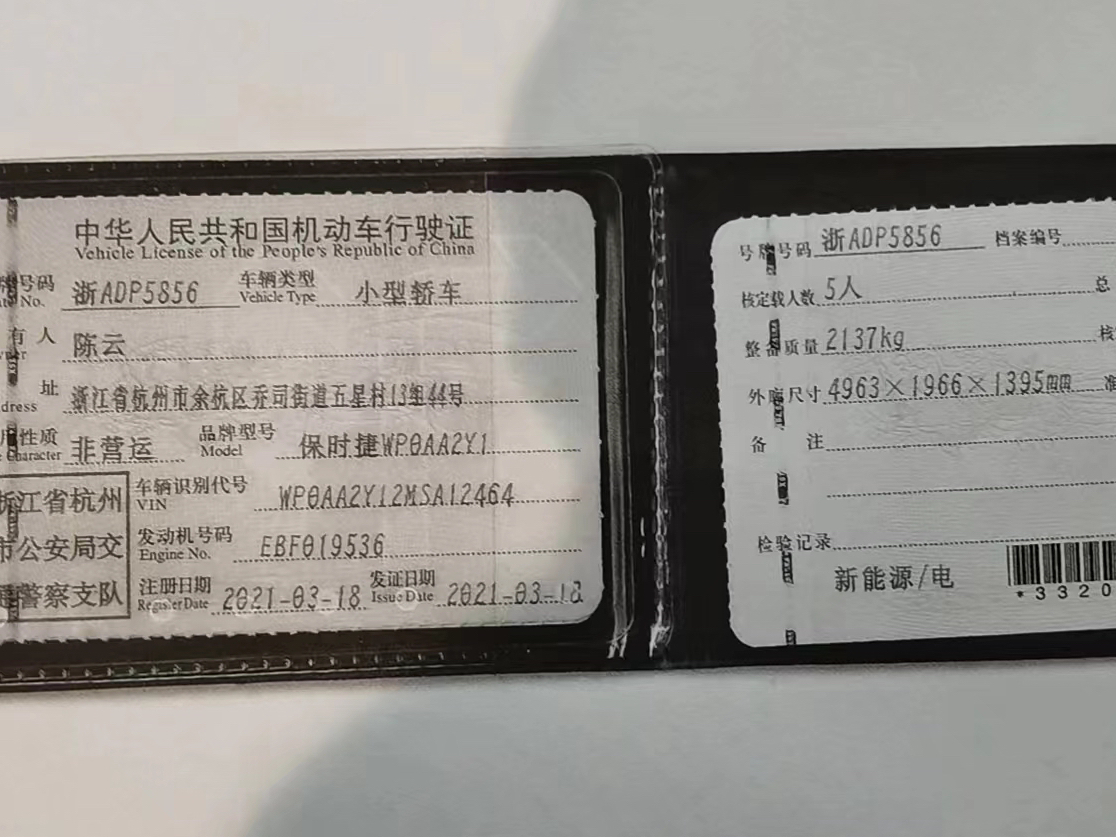 中华人民共和国机动车行驶证
Vehicle License of the People's Republic of China
牌号码 浙ADP5856 车辆类型 小型轿车
No. Vehicle Type
有人 陈云
址 浙江省杭州市余杭区乔司街道五星村13组44号
dress
性质 非营运 品牌型号 保时捷WP0AA2Y1
Character Model
浙江省杭州 车辆识别代号 WP0AA2Y12MSA12464
VIN
市公安局交 发动机号码 EBF019536
Engine No.
警察支队 注册日期 2021-03-18 发证日期 2021-03-18
Register Date Issue Date
号牌号码 浙ADP5856 档案编号
核定载人数 5人 总
整备质量 2137kg 核
外廓尺寸 4963×1966×1395mm 准
备注
检验记录
新能源/电
*3320